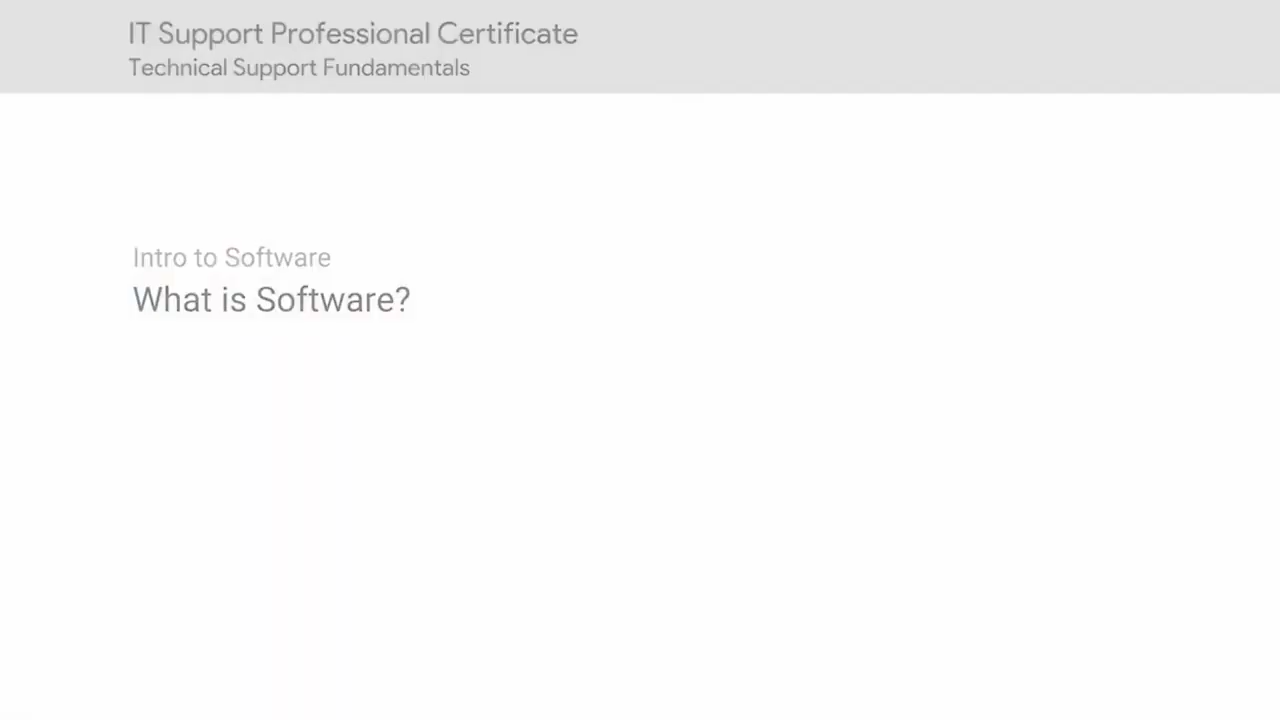 IT Support Professional Certificate
Technical Support Fundamentals
Intro to Software
What is Software?